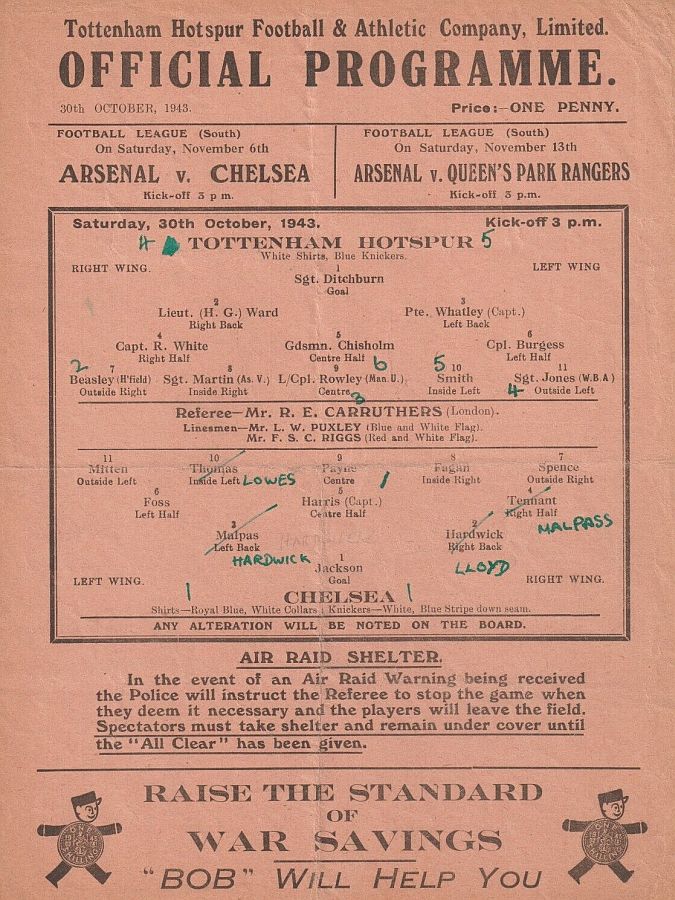 Tottenham Hotspur Football & Athletic Company, Limited.
OFFICIAL PROGRAMME.
30th OCTOBER, 1943. Price:—ONE PENNY.
FOOTBALL LEAGUE (South)
On Saturday, November 6th
ARSENAL v. CHELSEA
Kick-off 3 p m.
FOOTBALL LEAGUE (South)
On Saturday, November 13th
ARSENAL v. QUEEN'S PARK RANGERS
Kick-off 3 p.m.
Saturday, 30th October, 1943. Kick-off 3 p.m.
H TOTTENHAM HOTSPUR 5
White Shirts, Blue Knickers.
RIGHT WING. 1 LEFT WING
Sgt. Ditchburn
Goal
2 3
Lieut. (H. G.) Ward Pte. Whatley (Capt.)
Right Back Left Back
4 5 6
Capt. R. White Gdsmn. Chisholm Cpl. Burgess
Right Half Centre Half Left Half
2 6 5
7 8 9 10 11
Beasley (H'field) Sgt. Martin (As. V.) L/Cpl. Rowley (Man U.) Smith Sgt. Jones (W.B.A)
Outside Right Inside Right Centre 3 Inside Left 4 Outside Left
Referee—Mr. R. E. CARRUTHERS (London).
Linesmen—Mr. L. W. PUXLEY (Blue and White Flag).
Mr. F. S. C. RIGGS (Red and White Flag).
11 10 9 8 7
Mitten Thomas Payne Fagan Spence
Outside Left Inside Left LOWES Centre 1 Inside Right Outside Right
6 5 4
Foss Harris (Capt.) Tennant
Left Half Centre Half Right Half
MALPASS
3 2
Malpas HARDWICK Hardwick
Left Back Right Back
HARDWICK LLOYD
1
Jackson
Goal
LEFT WING. RIGHT WING.
1 CHELSEA 1
Shirts—Royal Blue, White Collars; Knickers—White, Blue Stripe down seam.
ANY ALTERATION WILL BE NOTED ON THE BOARD.
AIR RAID SHELTER.
In the event of an Air Raid Warning being received
the Police will instruct the Referee to stop the game when
they deem it necessary and the players will leave the field.
Spectators must take shelter and remain under cover until
the "All Clear" has been given.
RAISE THE STANDARD
OF
WAR SAVINGS
"BOB" WILL HELP YOU